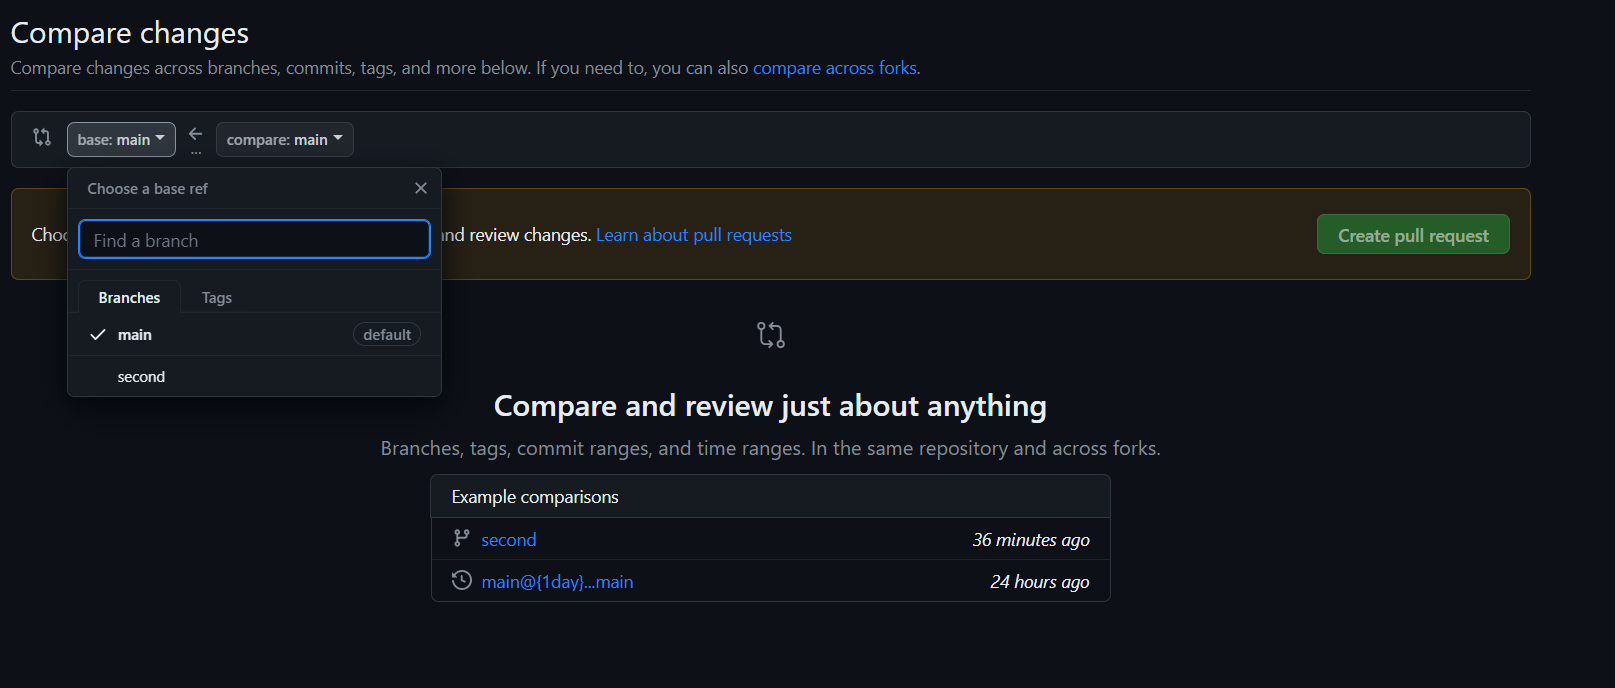 Compare changes
Compare changes across branches, commits, tags, and more below. If you need to, you can also compare across forks.
base: main ← ... compare: main
Choose a base ref
Find a branch
and review changes. Learn about pull requests
Create pull request
Branches Tags
main default
second
Compare and review just about anything
Branches, tags, commit ranges, and time ranges. In the same repository and across forks.
Example comparisons
second 36 minutes ago
main@{1day}...main 24 hours ago